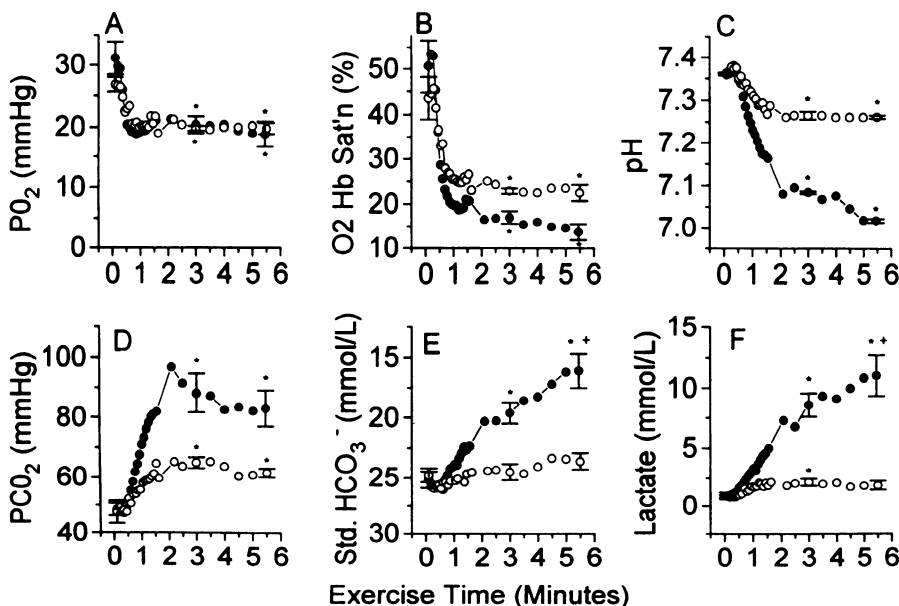 A
PO2 (mmHg)
30
20
10
0
0 1 2 3 4 5 6
* *
* *
B
O2 Hb Sat'n (%)
50
40
30
20
10
0 1 2 3 4 5 6
* *
* *
C
pH
7.4
7.3
7.2
7.1
7.0
0 1 2 3 4 5 6
* *
* *
D
PCO2 (mmHg)
100
80
60
40
0 1 2 3 4 5 6
* *
* *
E
Std. HCO3- (mmol/L)
15
20
25
30
0 1 2 3 4 5 6
* * +
F
Lactate (mmol/L)
15
10
5
0
0 1 2 3 4 5 6
* * +
*
Exercise Time (Minutes)